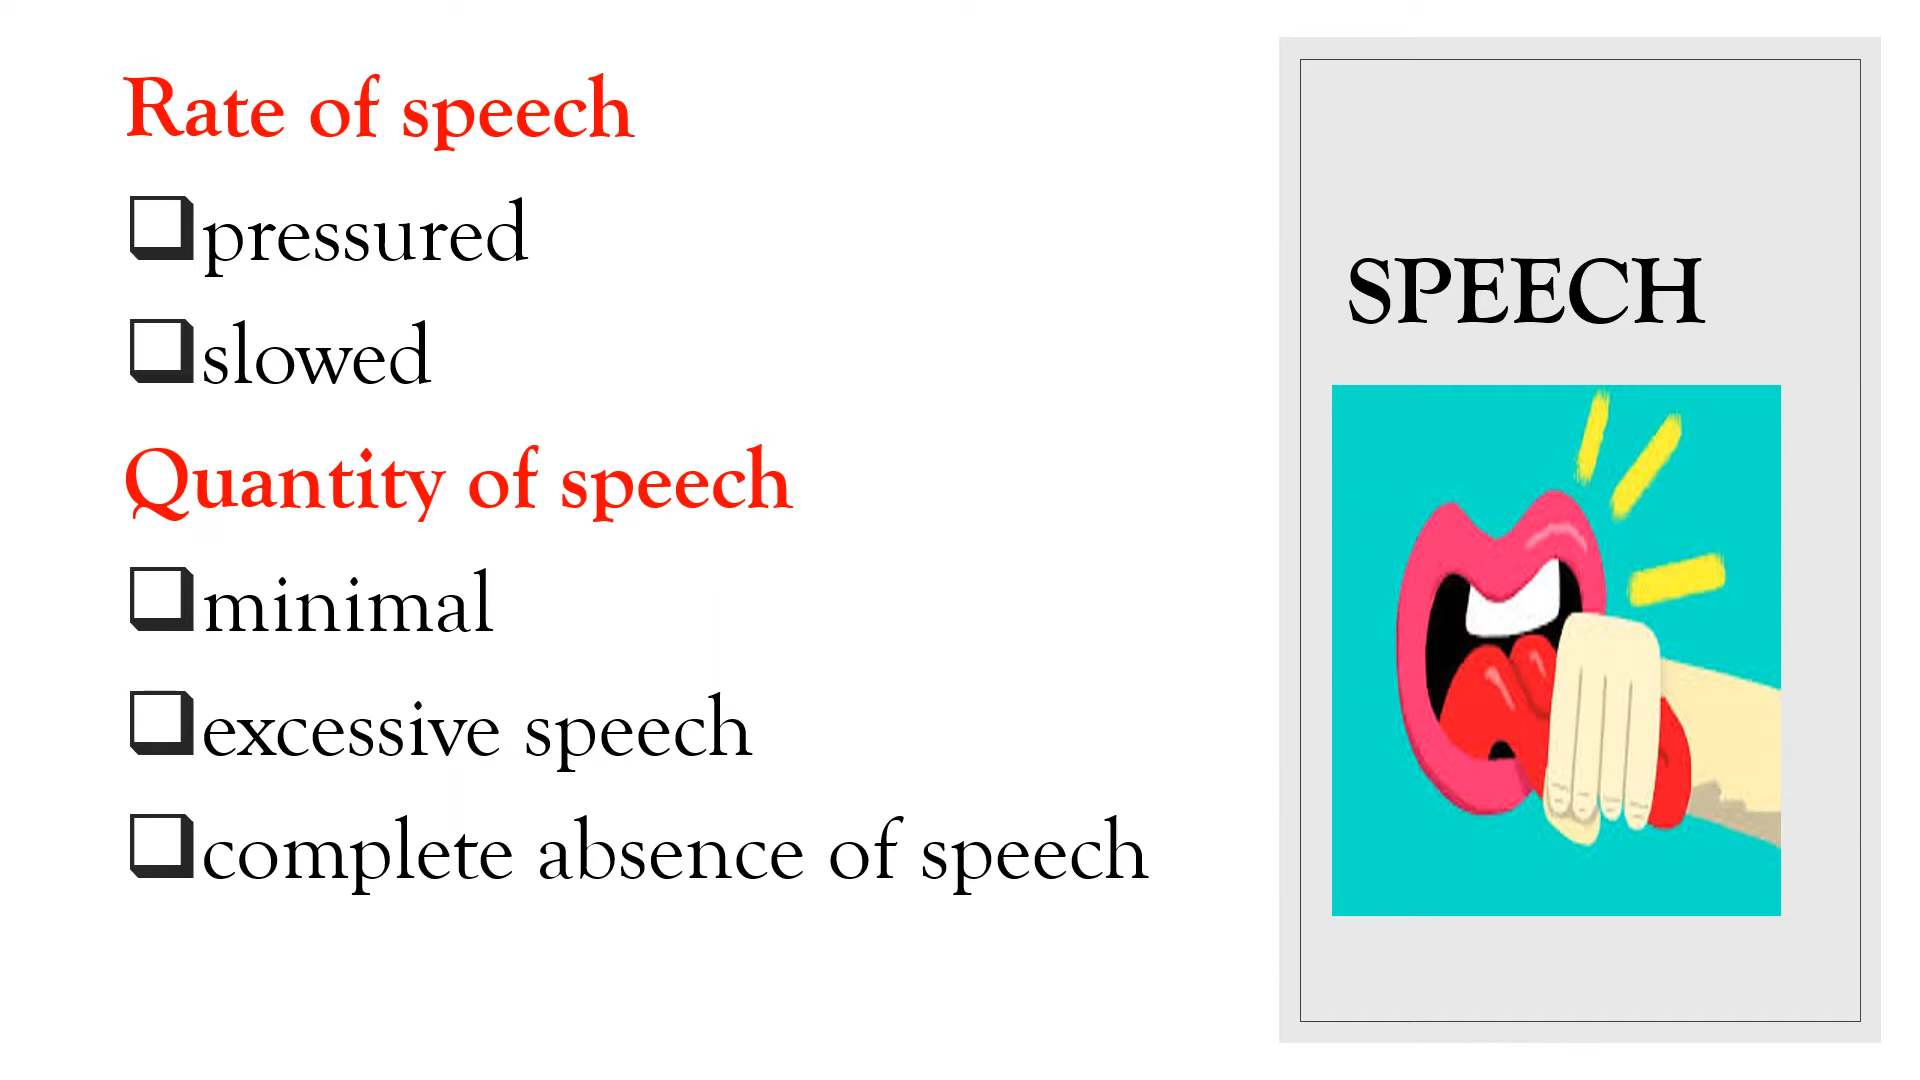 Rate of speech
pressured
slowed
Quantity of speech
minimal
excessive speech
complete absence of speech
SPEECH